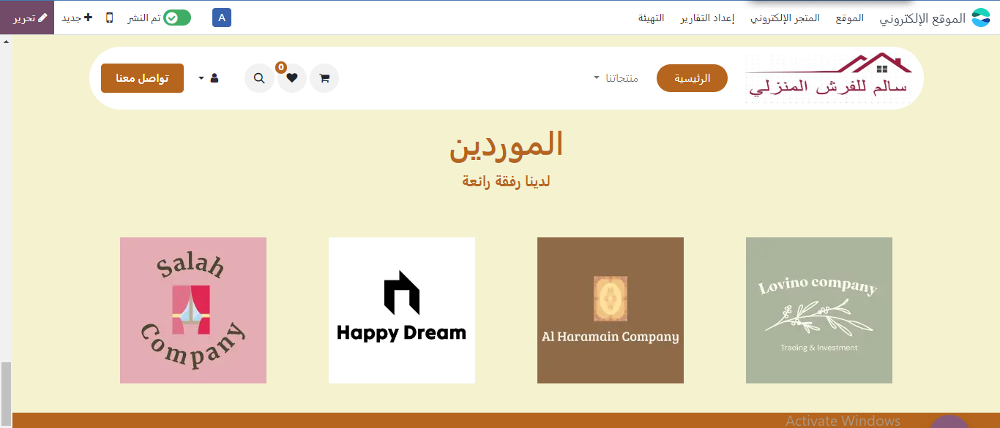 الموقع الإلكتروني
الموقع
المتجر الإلكتروني
إعداد التقارير
التهيئة
A
تم النشر
جديد
تحرير
سالم للفرش المنزلي
الرئيسية
منتجاتنا
0
تواصل معنا
الموردين
لدينا رفقة رائعة
Lovino company
Trading & Investment
Al Haramain Company
Happy Dream
Salah
Company
Activate Windows